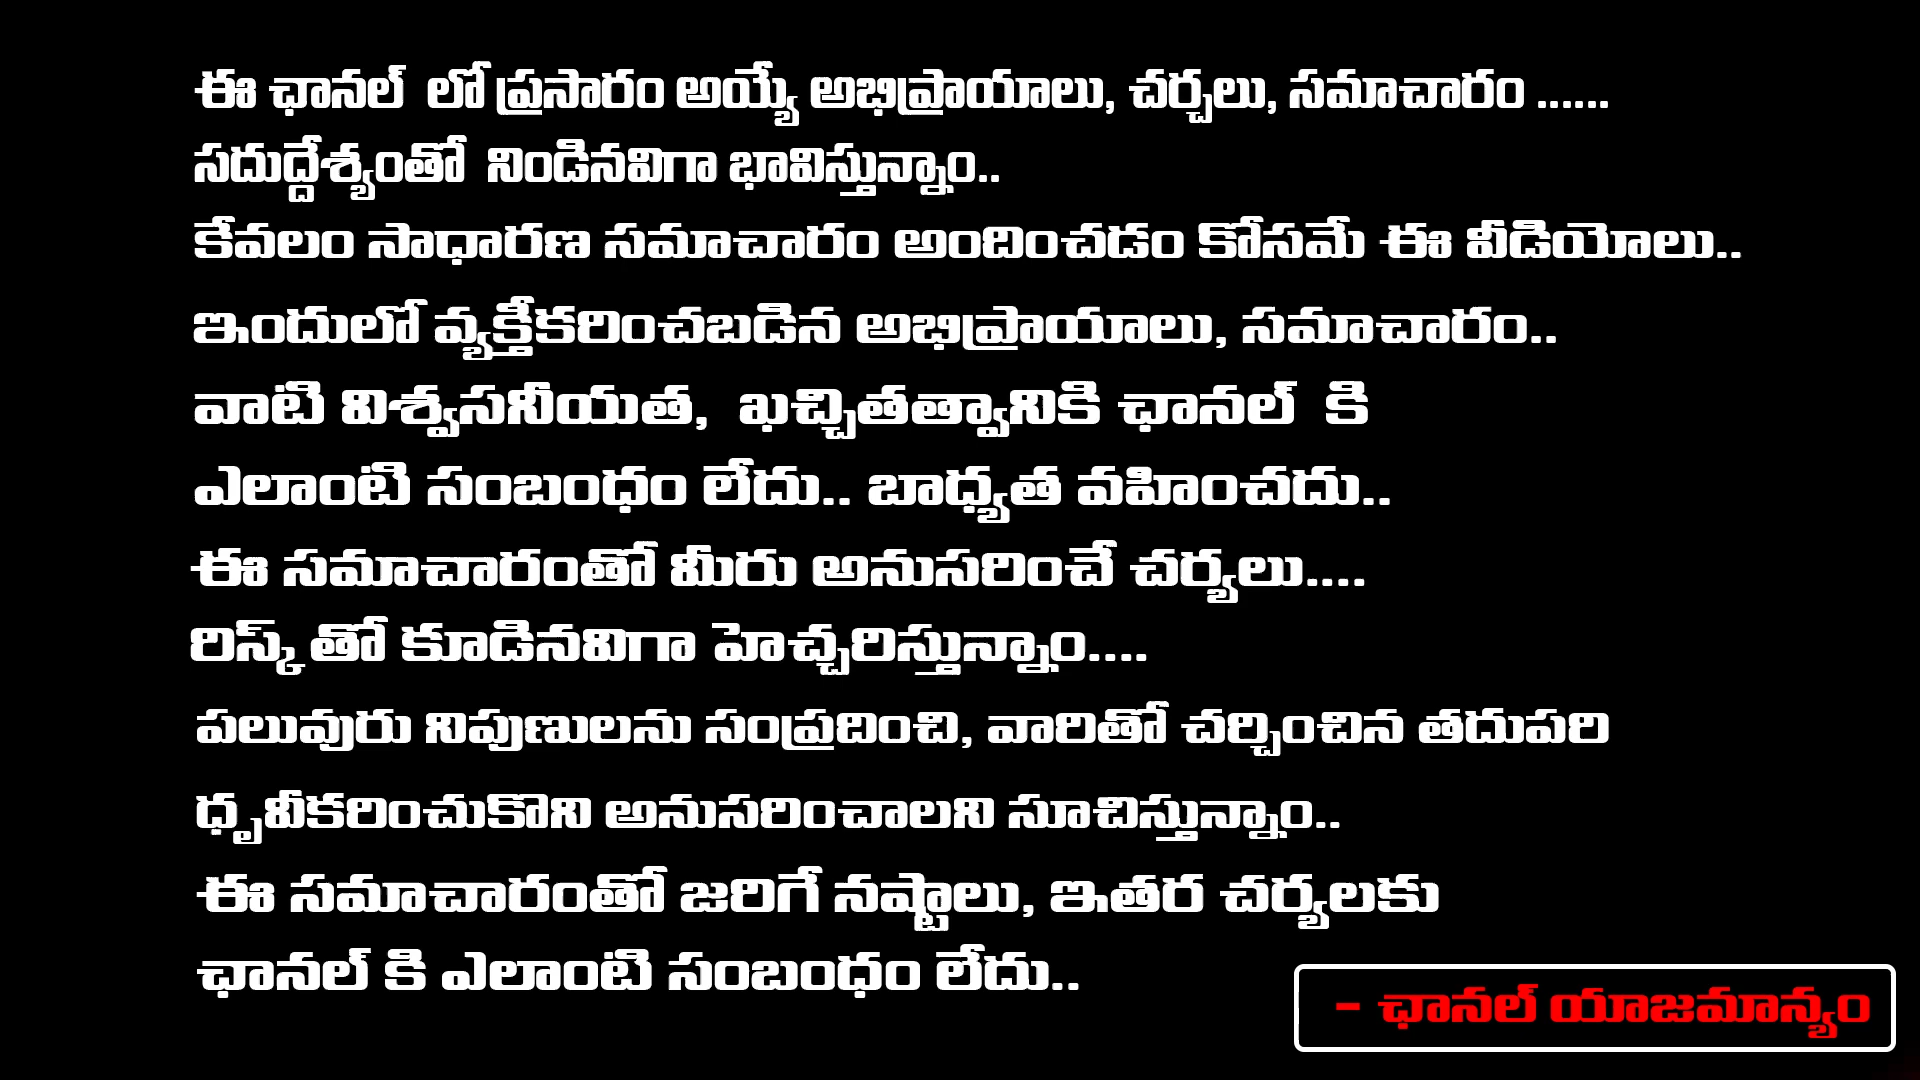 ఈ ఛానల్ లో ప్రసారం అయ్యే అభిప్రాయాలు, చర్చలు, సమాచారం ......
సదుద్దేశ్యంతో నిండినవిగా భావిస్తున్నాం..
కేవలం సాధారణ సమాచారం అందించడం కోసమే ఈ వీడియోలు..
ఇందులో వ్యక్తీకరించబడిన అభిప్రాయాలు, సమాచారం..
వాటి విశ్వసనీయత, ఖచ్చితత్వానికి ఛానల్ కి
ఎలాంటి సంబంధం లేదు.. బాధ్యత వహించదు..
ఈ సమాచారంతో మీరు అనుసరించే చర్యలు....
రిస్క్ తో కూడినవిగా హెచ్చరిస్తున్నాం....
పలువురు నిపుణులను సంప్రదించి, వారితో చర్చించిన తదుపరి
ధృవీకరించుకొని అనుసరించాలని సూచిస్తున్నాం..
ఈ సమాచారంతో జరిగే నష్టాలు, ఇతర చర్యలకు
ఛానల్ కి ఎలాంటి సంబంధం లేదు..
- ఛానల్ యాజమాన్యం